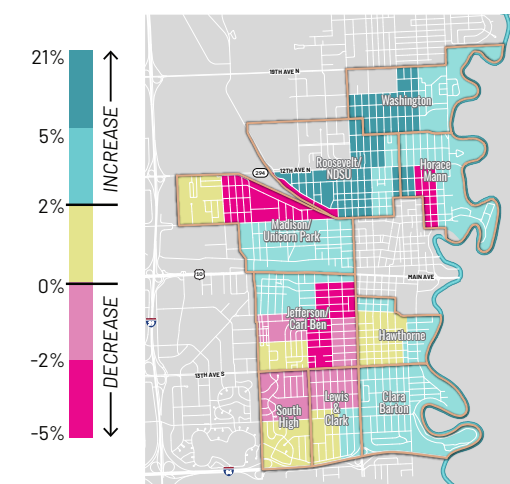 21%
5%
2%
0%
-2%
-5%
INCREASE
DECREASE
19TH AVE N
Washington
Roosevelt/
NDSU
294
12TH AVE N
Horace
Mann
Madison/
Unicorn Park
10
MAIN AVE
Jefferson/
Carl Ben
Hawthorne
13TH AVE S
South
High
Lewis
&
Clark
Clara
Barton